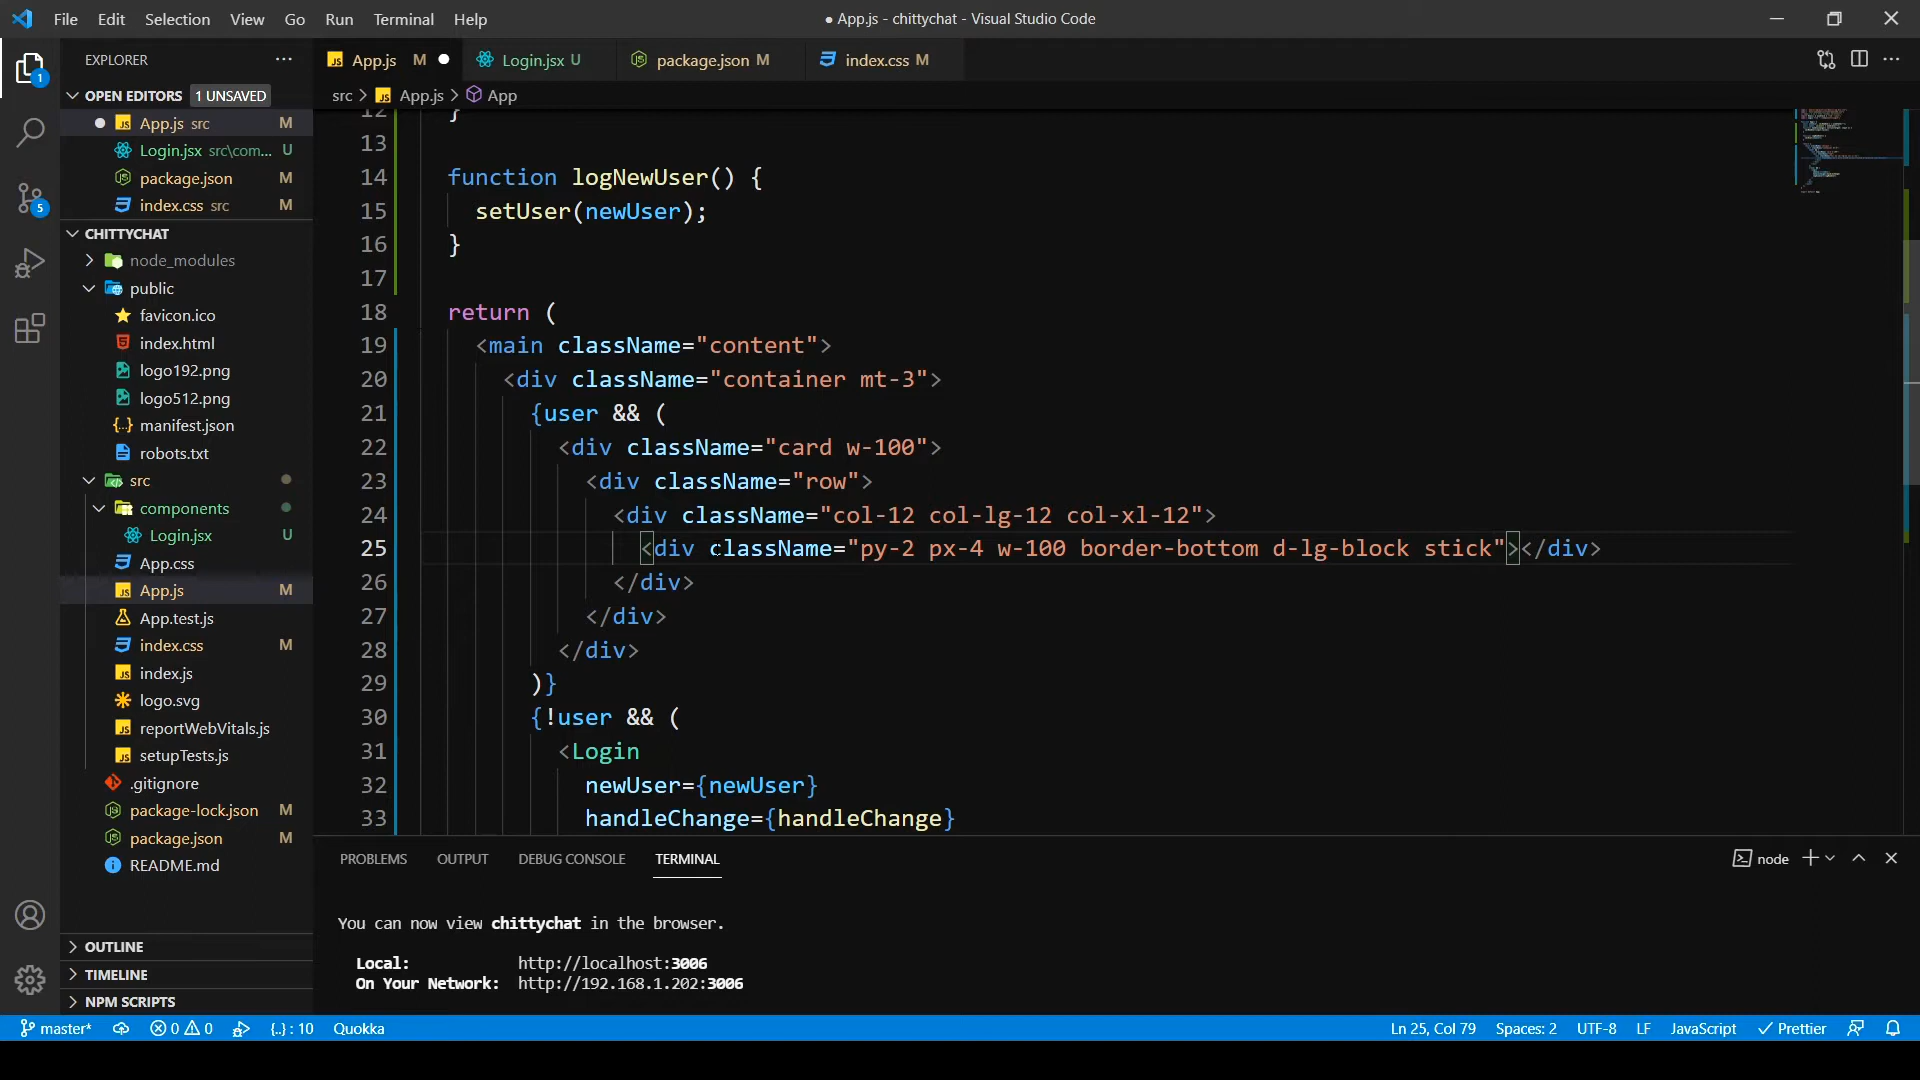 File Edit Selection View Go Run Terminal Help
● App.js - chittychat - Visual Studio Code
EXPLORER
OPEN EDITORS 1 UNSAVED
App.js src M
Login.jsx src\com... U
package.json M
index.css src M
CHITTYCHAT
node_modules
public
favicon.ico
index.html
logo192.png
logo512.png
manifest.json
robots.txt
src
components
Login.jsx U
App.css
App.js M
App.test.js
index.css M
index.js
logo.svg
reportWebVitals.js
setupTests.js
.gitignore
package-lock.json M
package.json M
README.md
OUTLINE
TIMELINE
NPM SCRIPTS
App.js M Login.jsx U package.json M index.css M
src > App.js > App
12 }
13
14 function logNewUser() {
15 setUser(newUser);
16 }
17
18 return (
19 <main className="content">
20 <div className="container mt-3">
21 {user && (
22 <div className="card w-100">
23 <div className="row">
24 <div className="col-12 col-lg-12 col-xl-12">
25 <div className="py-2 px-4 w-100 border-bottom d-lg-block stick"></div>
26 </div>
27 </div>
28 </div>
29 )}
30 {!user && (
31 <Login
32 newUser={newUser}
33 handleChange={handleChange}
PROBLEMS OUTPUT DEBUG CONSOLE TERMINAL
node
You can now view chittychat in the browser.
Local: http://localhost:3006
On Your Network: http://192.168.1.202:3006
master* 0 0 {..} : 10 Quokka
Ln 25, Col 79 Spaces: 2 UTF-8 LF JavaScript Prettier
1
5